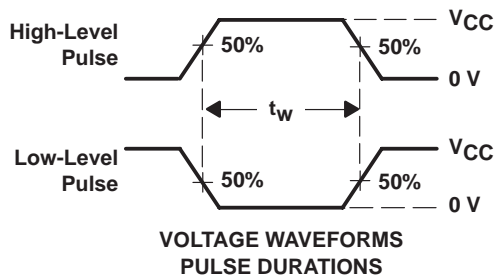 High-Level
Pulse
50%
50%
VCC
0 V
tw
Low-Level
Pulse
50%
50%
VCC
0 V
VOLTAGE WAVEFORMS
PULSE DURATIONS